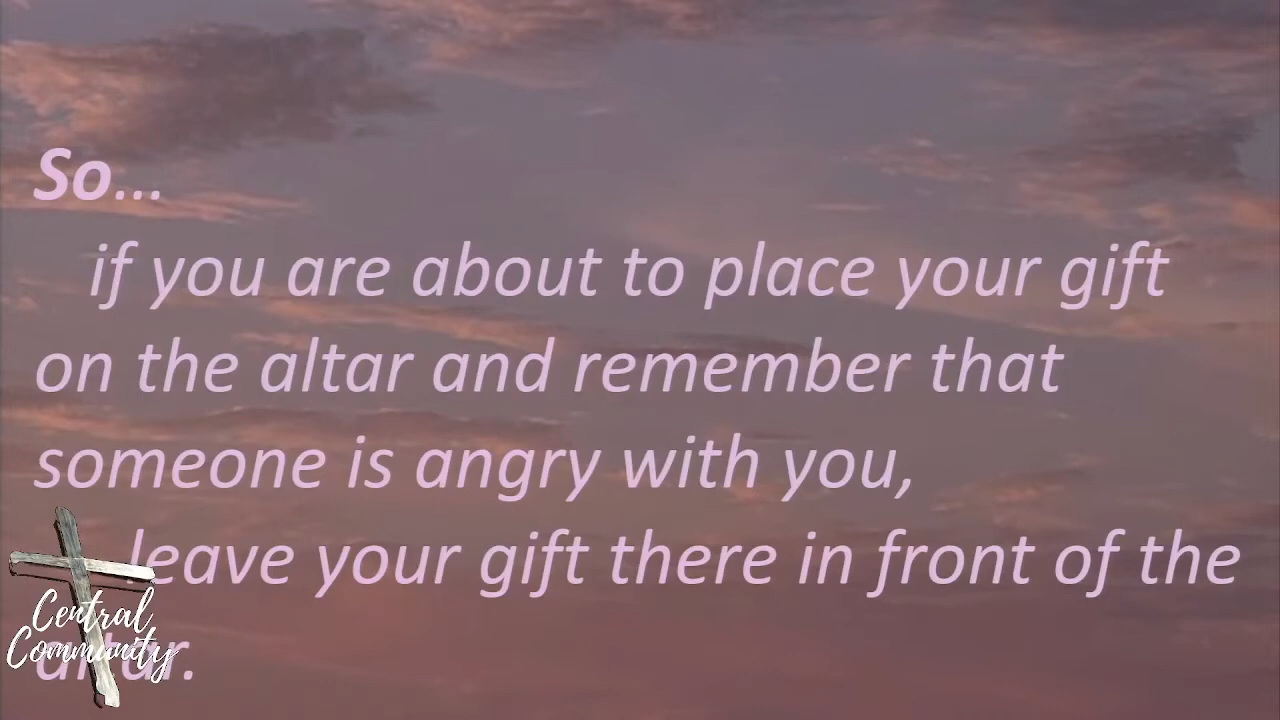 So...
if you are about to place your gift
on the altar and remember that
someone is angry with you,
leave your gift there in front of the
altar.
Central
Community